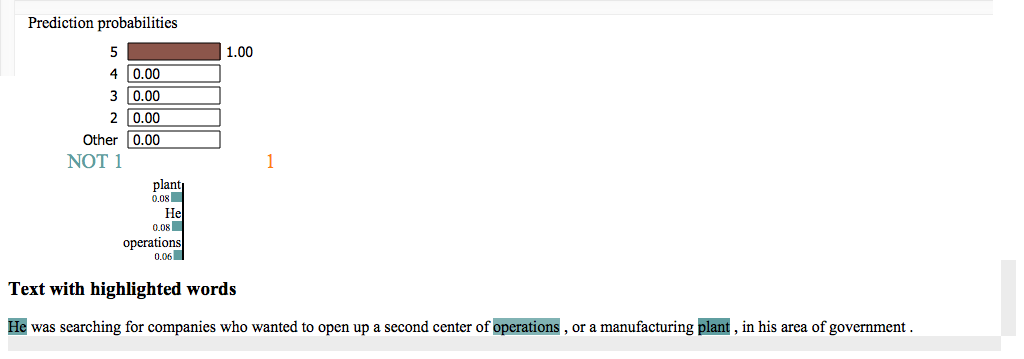 Prediction probabilities
5 1.00
4 0.00
3 0.00
2 0.00
Other 0.00
NOT 1 1
plant
0.08
He
0.08
operations
0.06
Text with highlighted words
He was searching for companies who wanted to open up a second center of operations , or a manufacturing plant , in his area of government .